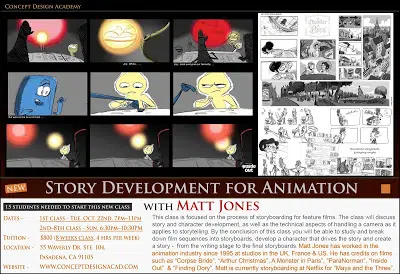 Concept Design Academy
inside out
NEW
Story Development for Animation
15 students needed to start this new class
with Matt Jones
Dates - 1st class - Tue. Oct. 22nd, 7pm-11pm
2nd-8th class - Sun. 6:30pm-10:30pm
Tuition - $800 (8 weeks class, 4 hrs per week)
Location - 55 Waverly Dr. Ste. 104,
Pasadena, CA 91105
Website - www.conceptdesignacad.com
This class is focused on the process of storyboarding for feature films. The class will discuss
story and character development, as well as the technical aspects of handling a camera as it
applies to storytelling. By the conclusion of this class you will be able to study and break
down film sequences into storyboards, develop a character that drives the story and create
a story - from the writing stage to the final storyboards. Matt Jones has worked in the
animation industry since 1995 at studios in the UK, France & US. He has credits on films
such as "Corpse Bride", "Arthur Christmas", A Monster in Paris", "ParaNorman", "Inside
Out" & "Finding Dory". Matt is currently storyboarding at Netflix for "Maya and the Three".